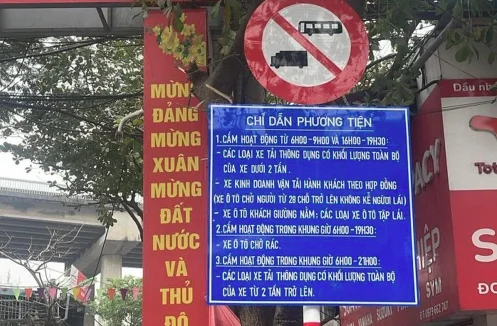 CHỈ DẪN PHƯƠNG TIỆN
1.CẤM HOẠT ĐỘNG TỪ 6H00-9H00 VÀ 16H00-19H30:
- CÁC LOẠI XE TẢI THÔNG DỤNG CÓ KHỐI LƯỢNG TOÀN BỘ
CỦA XE DƯỚI 2 TẤN.
- XE KINH DOANH VẬN TẢI HÀNH KHÁCH THEO HỢP ĐỒNG
(XE Ô TÔ CHỞ NGƯỜI TỪ 28 CHỖ TRỞ LÊN KHÔNG KỂ NGƯỜI LÁI)
- XE Ô TÔ KHÁCH GIƯỜNG NẰM; CÁC LOẠI XE Ô TÔ TẬP LÁI.
2.CẤM HOẠT ĐỘNG TRONG KHUNG GIỜ 6H00-19H30:
- XE Ô TÔ CHỞ RÁC.
3.CẤM HOẠT ĐỘNG TRONG KHUNG GIỜ 6H00-21H00:
- CÁC LOẠI XE TẢI THÔNG DỤNG CÓ KHỐI LƯỢNG TOÀN BỘ
CỦA XE TỪ 2 TẤN TRỞ LÊN.
MỪNG
ĐẢNG
MỪNG
XUÂN
MỪNG
ĐẤT
NƯỚC
VÀ
THỦ
ĐÔ
Dầu nh
SYM